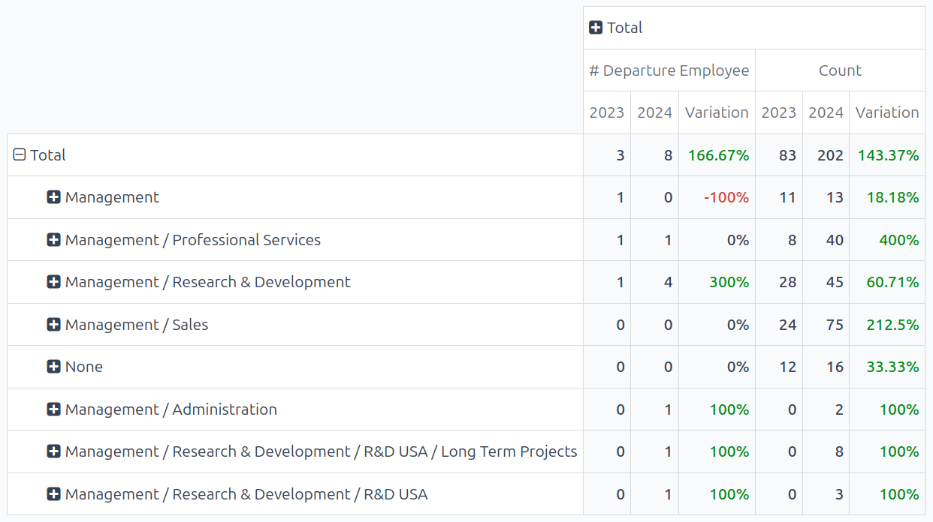 Total
# Departure Employee Count
2023 2024 Variation 2023 2024 Variation
Total 3 8 166.67% 83 202 143.37%
Management 1 0 -100% 11 13 18.18%
Management / Professional Services 1 1 0% 8 40 400%
Management / Research & Development 1 4 300% 28 45 60.71%
Management / Sales 0 0 0% 24 75 212.5%
None 0 0 0% 12 16 33.33%
Management / Administration 0 1 100% 0 2 100%
Management / Research & Development / R&D USA / Long Term Projects 0 1 100% 0 8 100%
Management / Research & Development / R&D USA 0 1 100% 0 3 100%